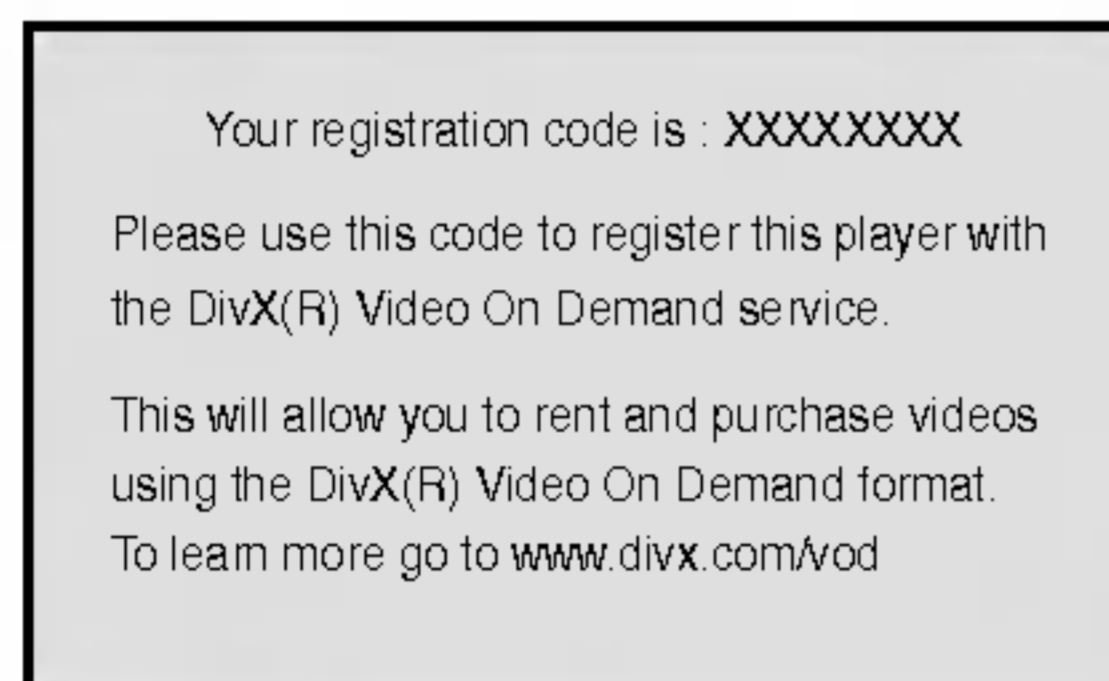 Your registration code is : XXXXXXXX
Please use this code to register this player with
the DivX(R) Video On Demand service.
This will allow you to rent and purchase videos
using the DivX(R) Video On Demand format.
To learn more go to www.divx.com/vod